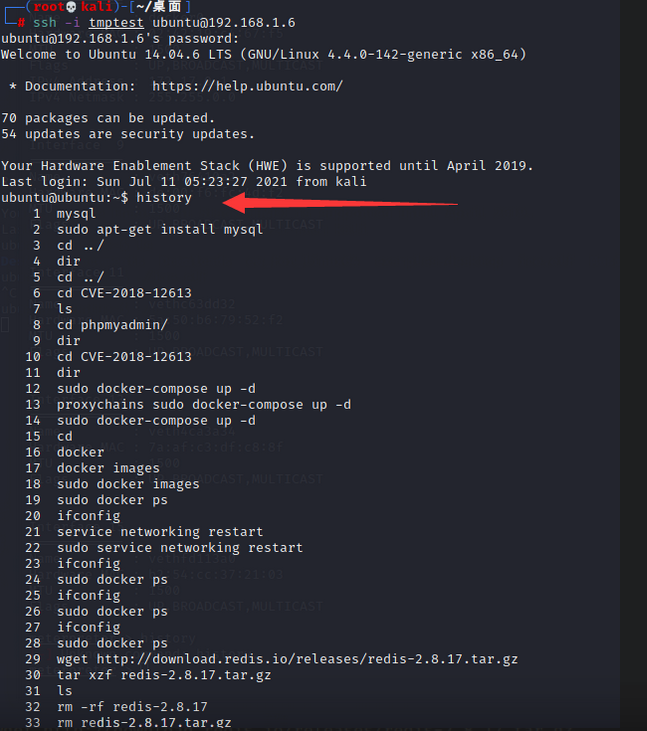 ┌──(root💀kali)-[~/桌面]
└─# ssh -i tmptest ubuntu@192.168.1.6
ubuntu@192.168.1.6's password:
Welcome to Ubuntu 14.04.6 LTS (GNU/Linux 4.4.0-142-generic x86_64)
* Documentation:  https://help.ubuntu.com/
70 packages can be updated.
54 updates are security updates.
Your Hardware Enablement Stack (HWE) is supported until April 2019.
Last login: Sun Jul 11 05:23:27 2021 from kali
ubuntu@ubuntu:~$ history
1  mysql
2  sudo apt-get install mysql
3  cd ../
4  dir
5  cd ../
6  cd CVE-2018-12613
7  ls
8  cd phpmyadmin/
9  dir
10  cd CVE-2018-12613
11  dir
12  sudo docker-compose up -d
13  proxychains sudo docker-compose up -d
14  sudo docker-compose up -d
15  cd
16  docker
17  docker images
18  sudo docker images
19  sudo docker ps
20  ifconfig
21  service networking restart
22  sudo service networking restart
23  ifconfig
24  sudo docker ps
25  ifconfig
26  sudo docker ps
27  ifconfig
28  sudo docker ps
29  wget http://download.redis.io/releases/redis-2.8.17.tar.gz
30  tar xzf redis-2.8.17.tar.gz
31  ls
32  rm -rf redis-2.8.17
33  rm redis-2.8.17.tar.gz